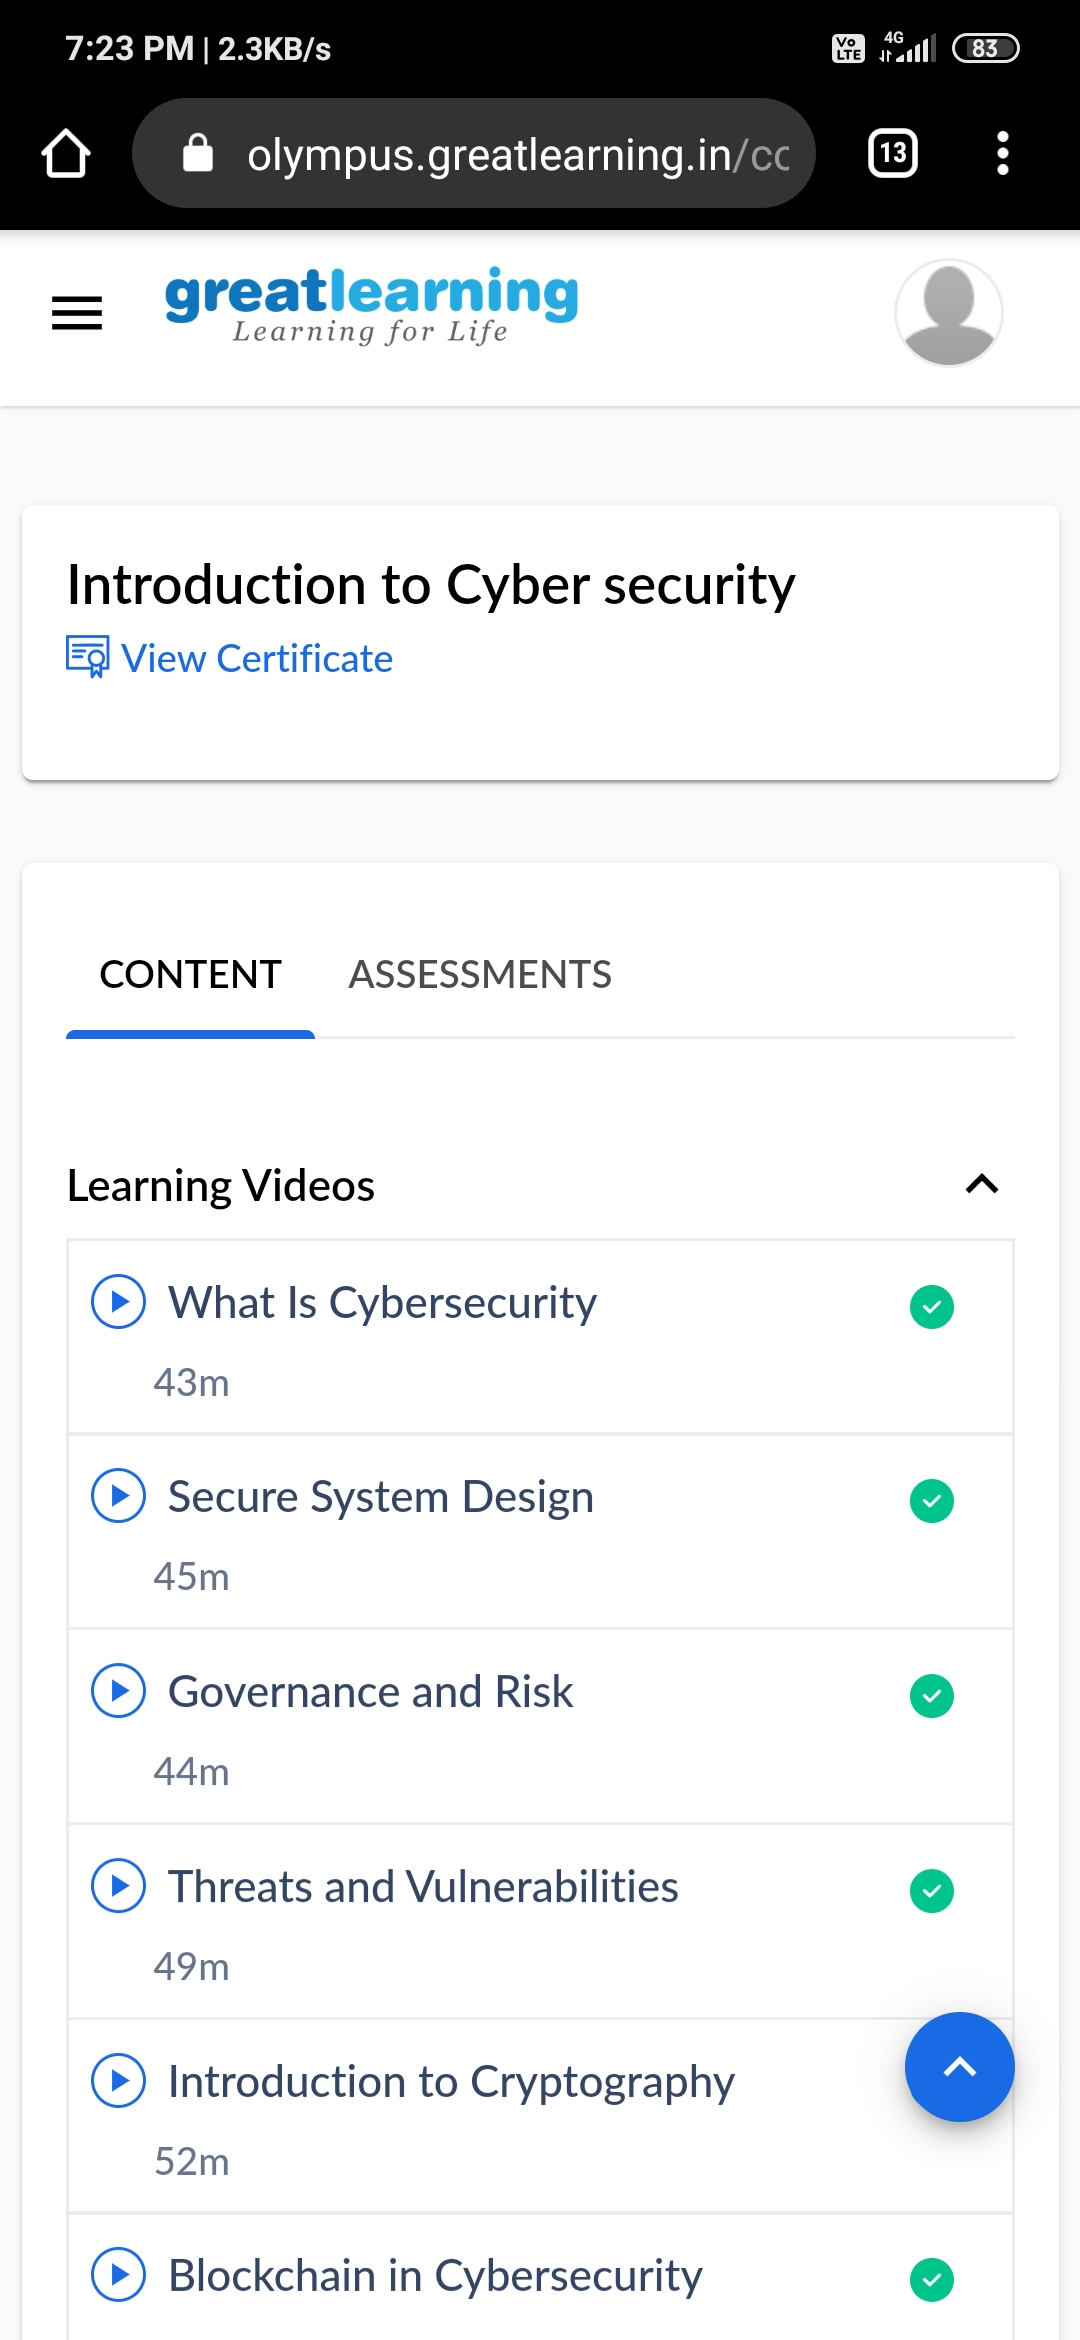 7:23 PM | 2.3KB/s
Vo LTE 4G 83
olympus.greatlearning.in/cc
13
greatlearning
Learning for Life
Introduction to Cyber security
View Certificate
CONTENT ASSESSMENTS
Learning Videos
What Is Cybersecurity
43m
Secure System Design
45m
Governance and Risk
44m
Threats and Vulnerabilities
49m
Introduction to Cryptography
52m
Blockchain in Cybersecurity